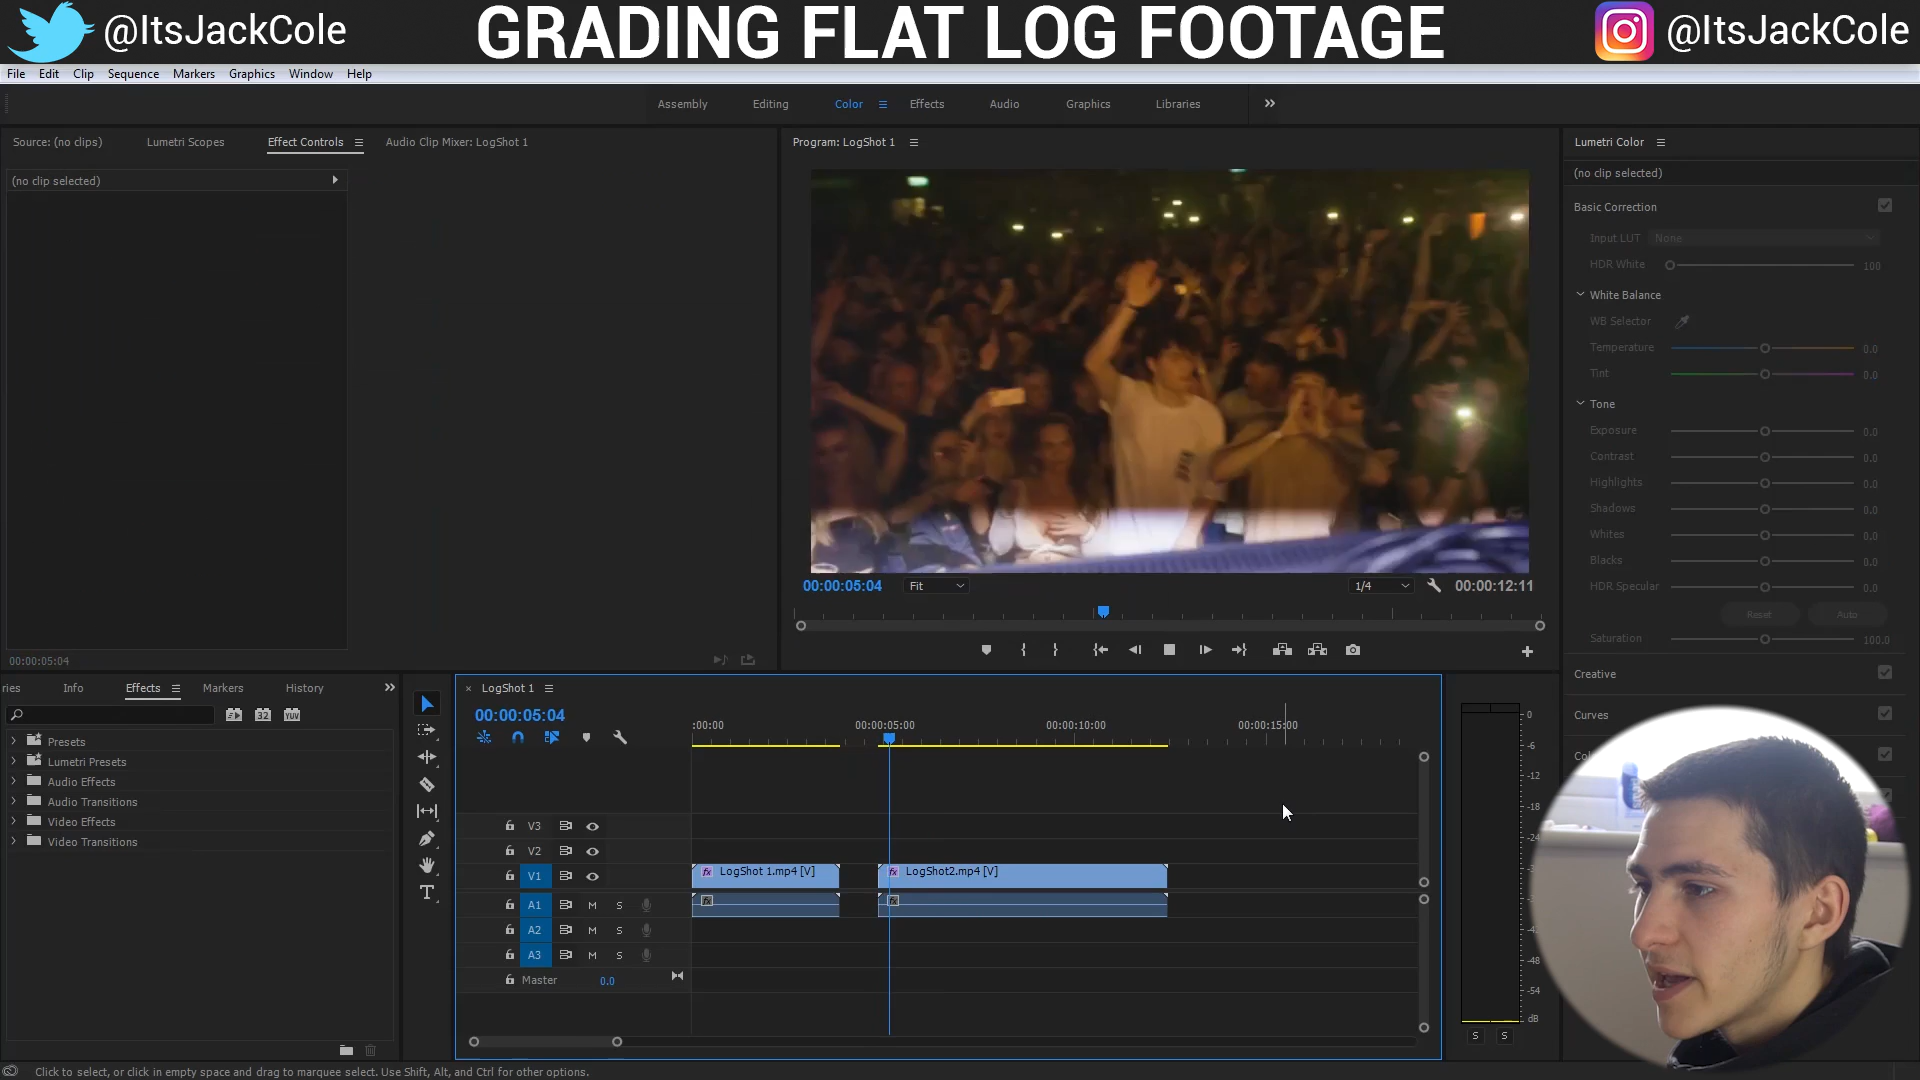 @ItsJackCole
GRADING FLAT LOG FOOTAGE
@ItsJackCole
File Edit Clip Sequence Markers Graphics Window Help
Assembly Editing Color Effects Audio Graphics Libraries
Source: (no clips) Lumetri Scopes Effect Controls Audio Clip Mixer: LogShot 1
(no clip selected)
00:00:05:04
Program: LogShot 1
00:00:05:04 Fit 1/4 00:00:12:11
Lumetri Color
(no clip selected)
Basic Correction
Input LUT None
HDR White 100
White Balance
WB Selector
Temperature 0.0
Tint 0.0
Tone
Exposure 0.0
Contrast 0.0
Highlights 0.0
Shadows 0.0
Whites 0.0
Blacks 0.0
HDR Specular 0.0
Reset Auto
Saturation 100.0
Creative
Curves
ries Info Effects Markers History
32 YUV
Presets
Lumetri Presets
Audio Effects
Audio Transitions
Video Effects
Video Transitions
LogShot 1
00:00:05:04
:00:00 00:00:05:00 00:00:10:00 00:00:15:00
V3
V2
V1 fx LogShot 1.mp4 [V] fx LogShot2.mp4 [V]
A1 M S fx fx
A2 M S
A3 M S
Master 0.0
0
-6
-12
-18
-24
-48
-54
dB
S S
Click to select, or click in empty space and drag to marquee select. Use Shift, Alt, and Ctrl for other options.